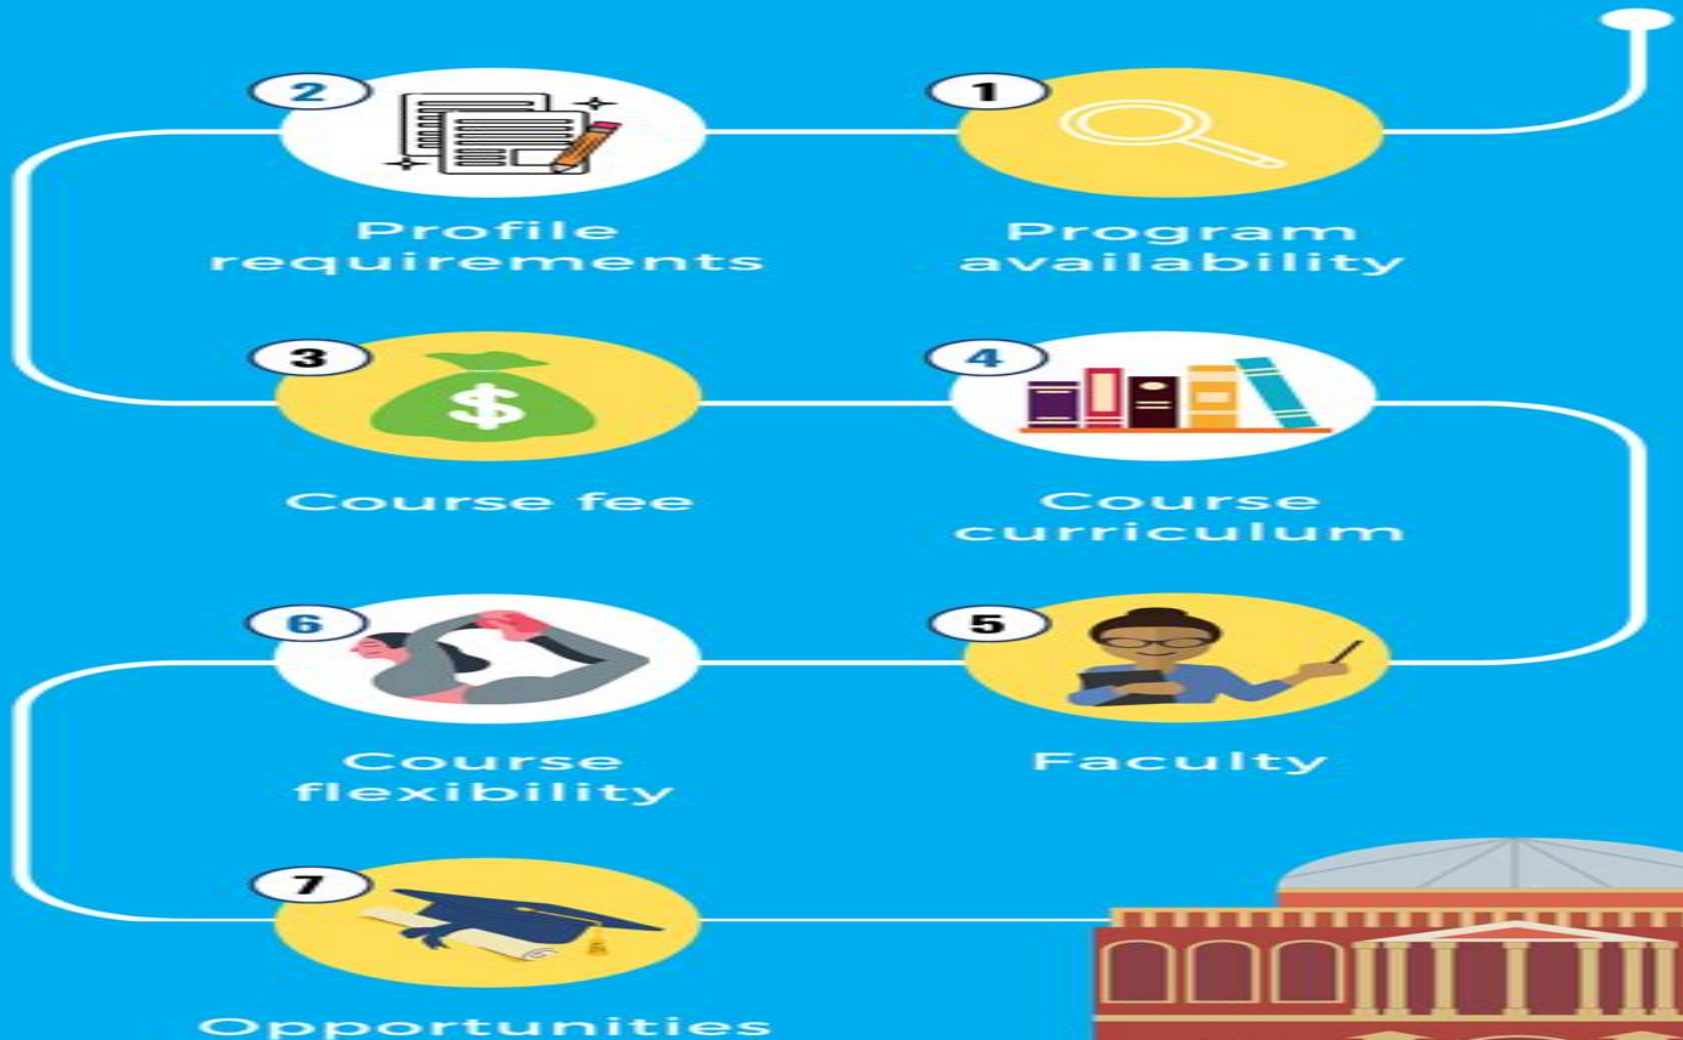 1
Program
availability
2
Profile
requirements
3
$
Course fee
4
Course
curriculum
5
Faculty
6
Course
flexibility
7
Opportunities